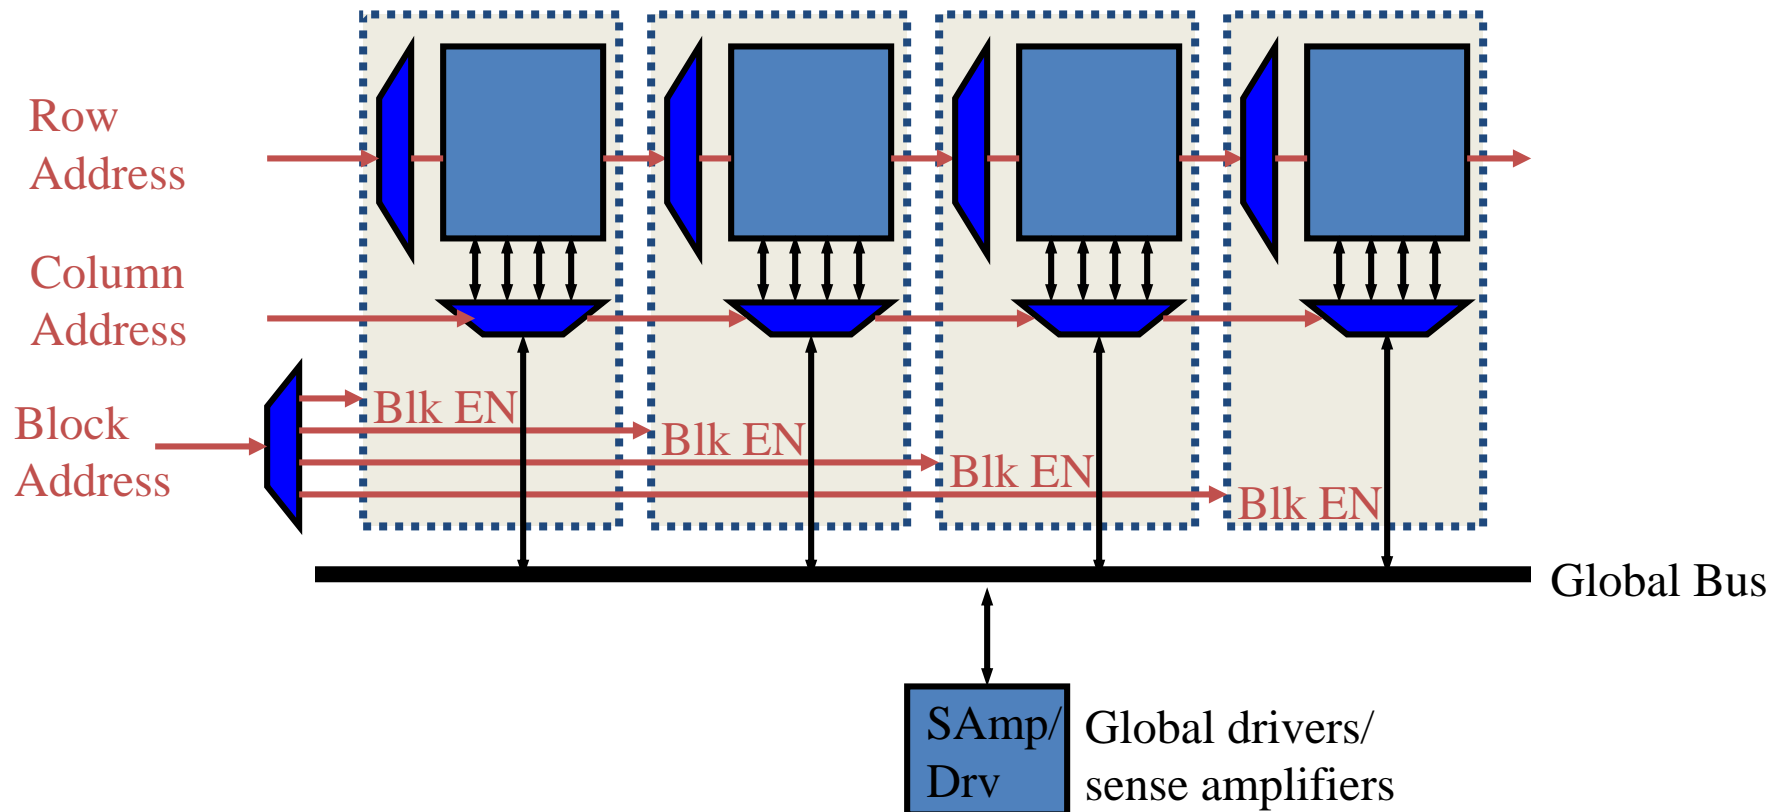 Row
Address
Column
Address
Block
Address
Blk EN
Blk EN
Blk EN
Blk EN
Global Bus
SAmp/
Drv
Global drivers/
sense amplifiers